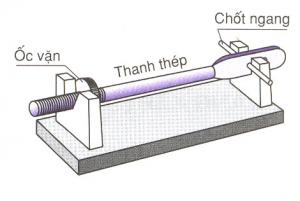 Chốt ngang
Ốc vặn
Thanh thép